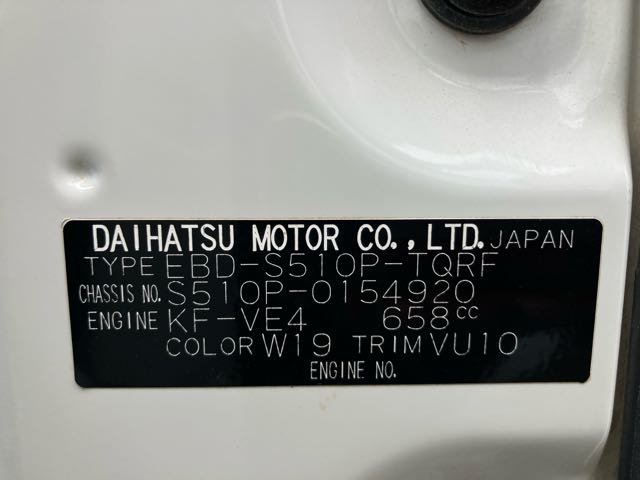 DAIHATSU MOTOR CO., LTD. JAPAN
TYPE EBD-S510P-TQRF
CHASSIS NO. S510P-0154920
ENGINE KF-VE4 658cc
COLOR W19 TRIM VU10
ENGINE NO.